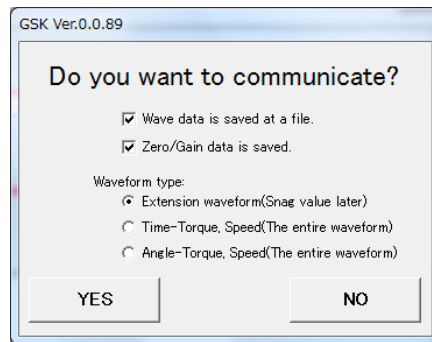 GSK Ver.0.0.89
Do you want to communicate?
Wave data is saved at a file.
Zero/Gain data is saved.
Waveform type:
Extension waveform(Snag value later)
Time-Torque, Speed(The entire waveform)
Angle-Torque, Speed(The entire waveform)
YES NO